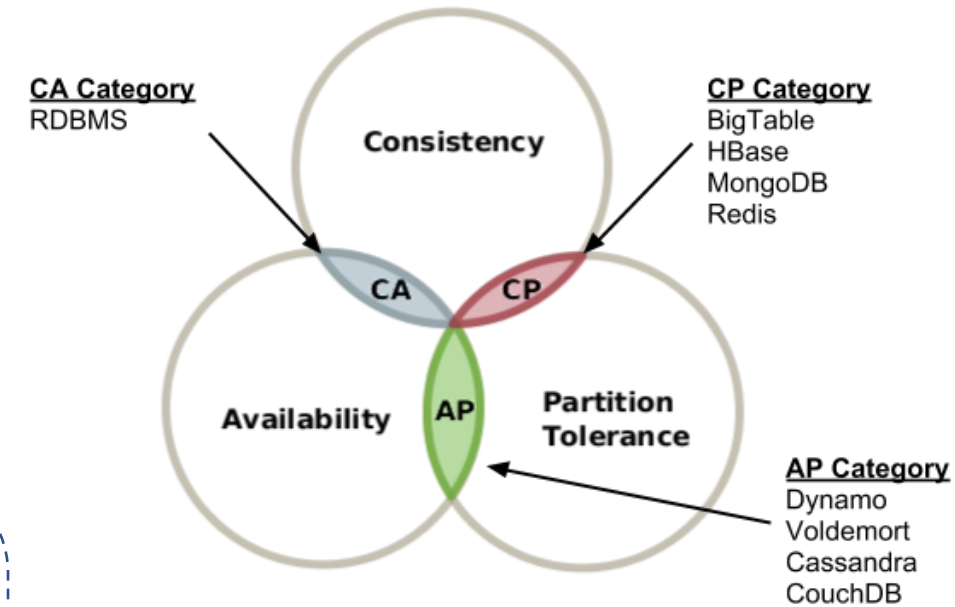 CA Category
RDBMS
CP Category
BigTable
HBase
MongoDB
Redis
Consistency
CA
CP
Availability
AP
Partition
Tolerance
AP Category
Dynamo
Voldemort
Cassandra
CouchDB